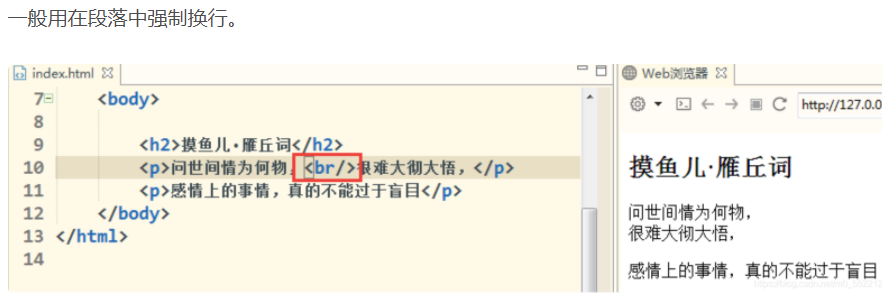 一般用在段落中强制换行。
index.html
Web浏览器
7 <body>
http://127.0.0
8
9 <h2>摸鱼儿·雁丘词</h2>
10 <p>问世间情为何物，<br/>很难大彻大悟，</p>
11 <p>感情上的事情，真的不能过于盲目</p>
12 </body>
13 </html>
14
摸鱼儿·雁丘词
问世间情为何物，
很难大彻大悟，
感情上的事情，真的不能过于盲目